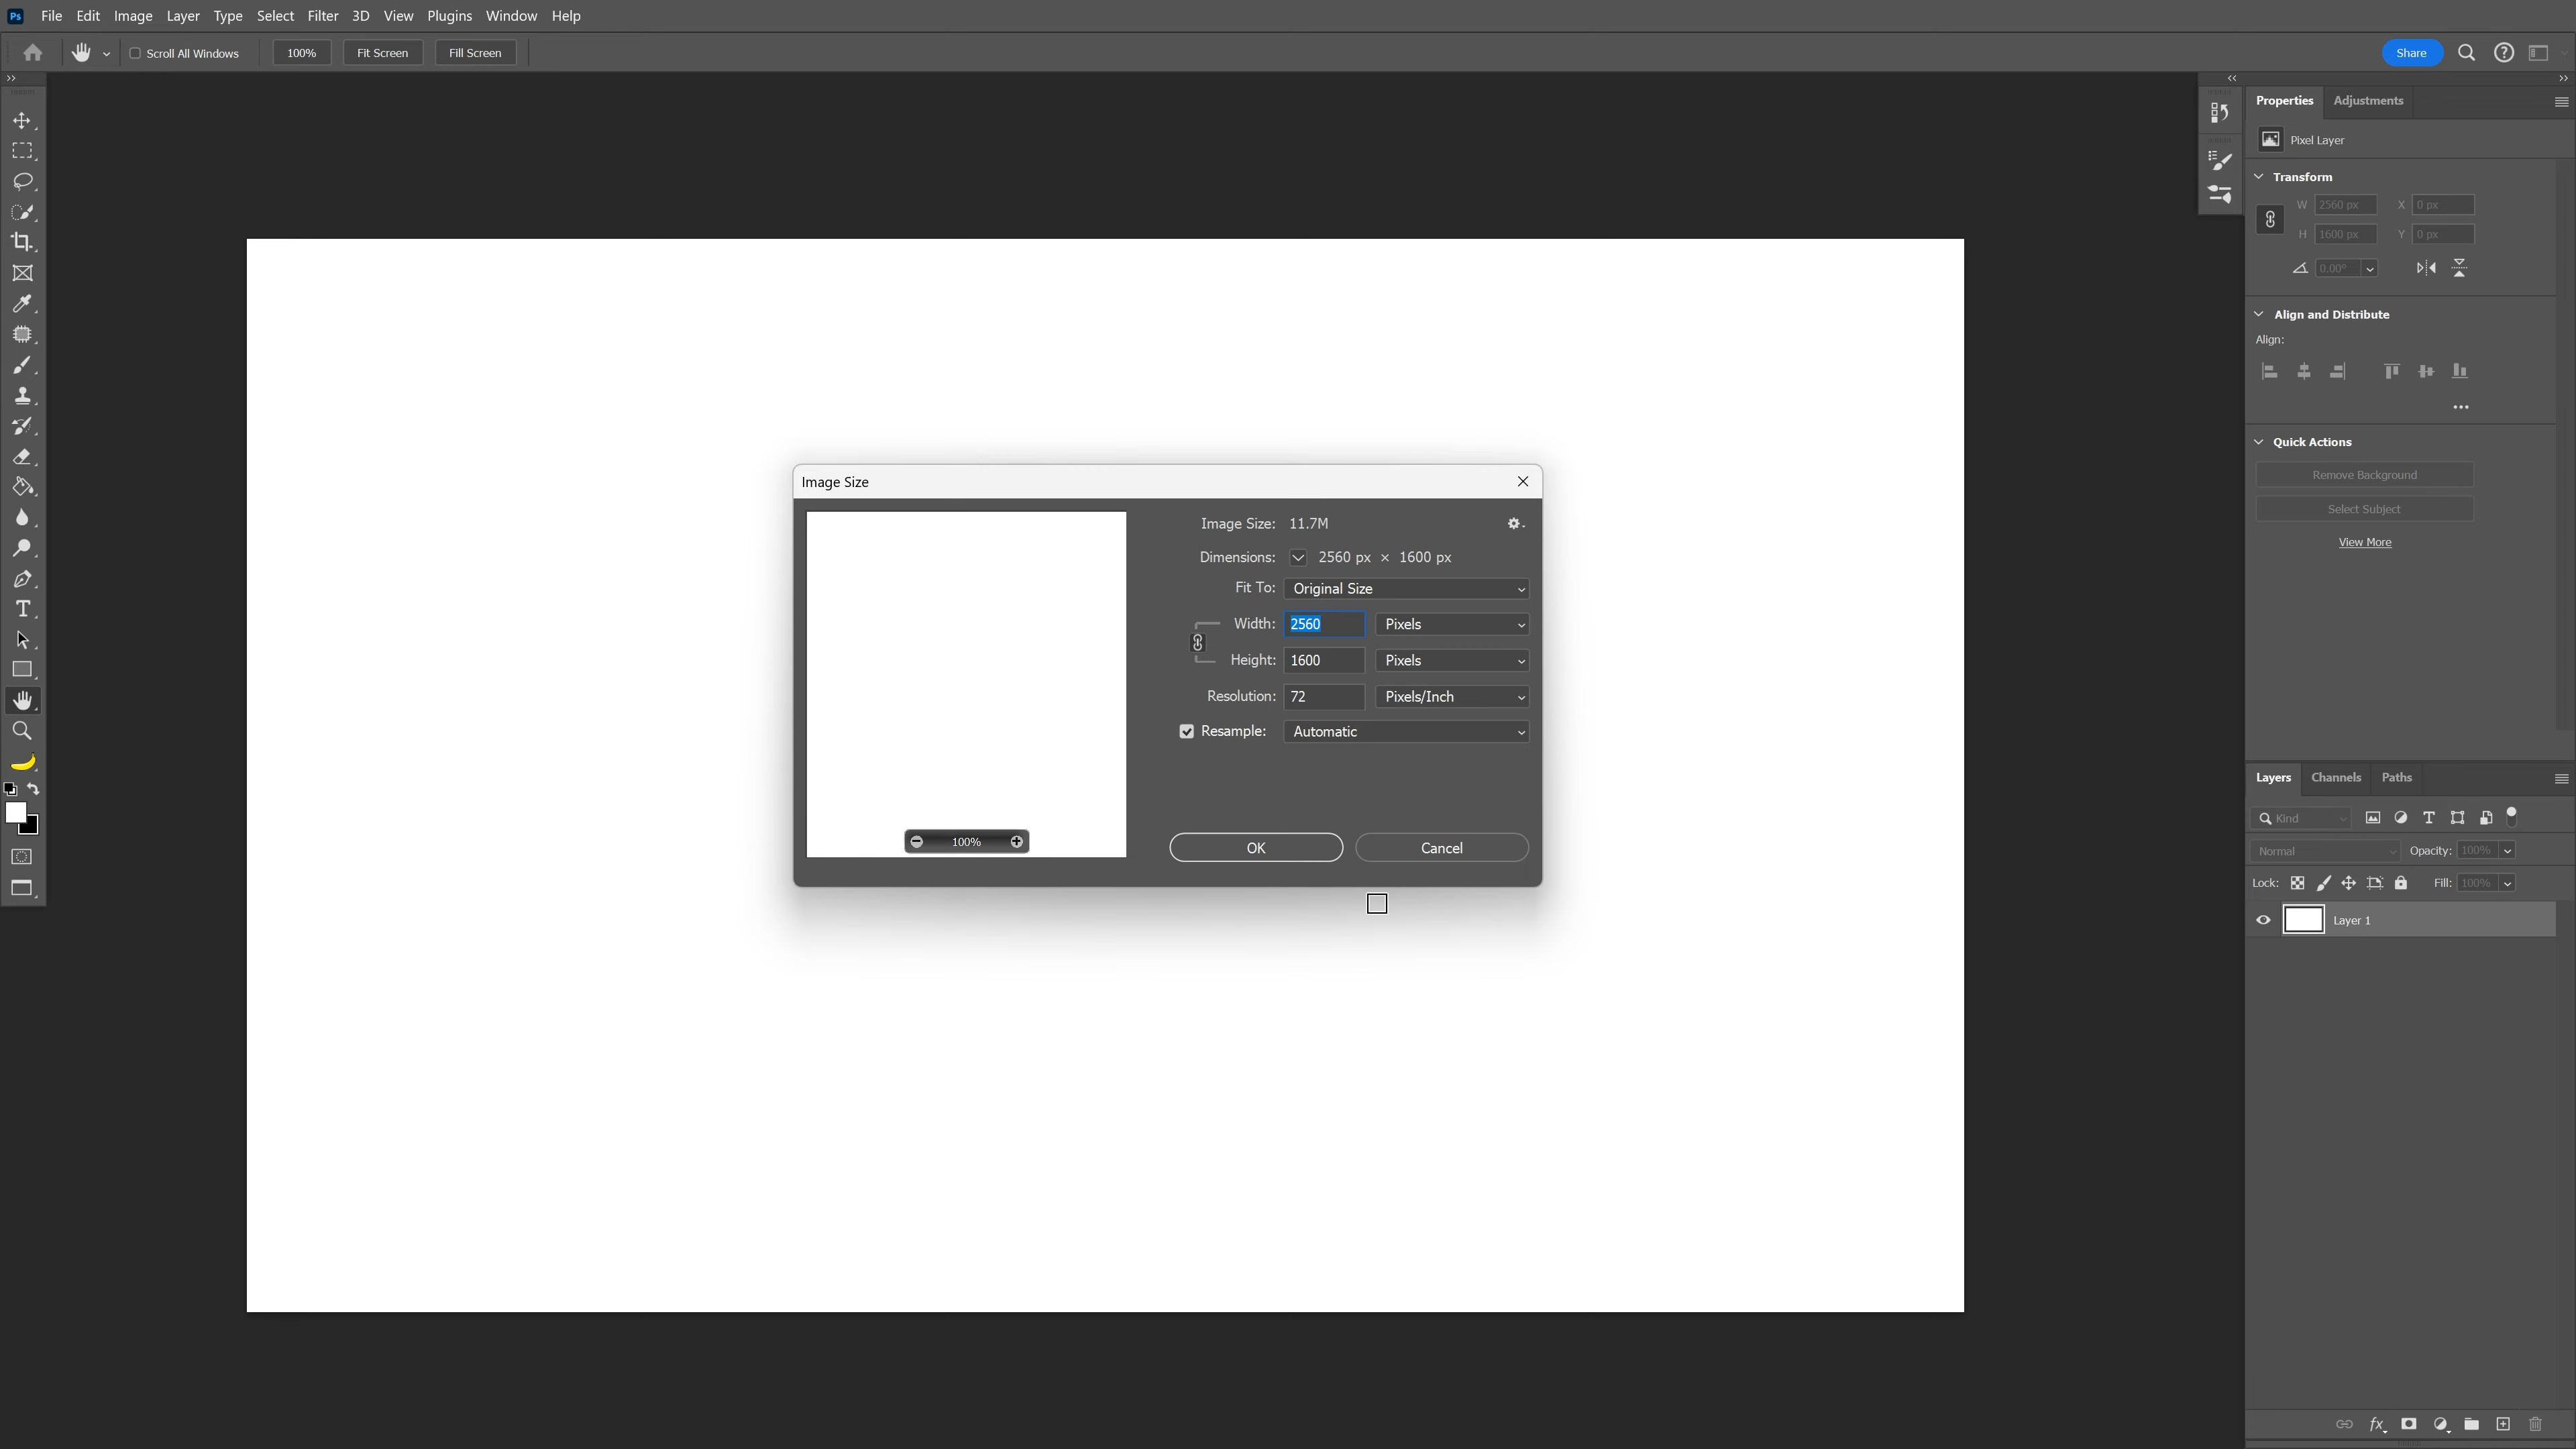 Ps File Edit Image Layer Type Select Filter 3D View Plugins Window Help
Scroll All Windows 100% Fit Screen Fill Screen Share
Properties Adjustments
Pixel Layer
Transform
W 2560 px X 0 px
H 1600 px Y 0 px
0.00°
Align and Distribute
Align:
Quick Actions
Remove Background
Select Subject
View More
Image Size
Image Size: 11.7M
Dimensions: 2560 px × 1600 px
Fit To: Original Size
Width: 2560 Pixels
Height: 1600 Pixels
Resolution: 72 Pixels/Inch
Resample: Automatic
100%
OK Cancel
Layers Channels Paths
Kind
Normal Opacity: 100%
Lock: Fill: 100%
Layer 1
fx